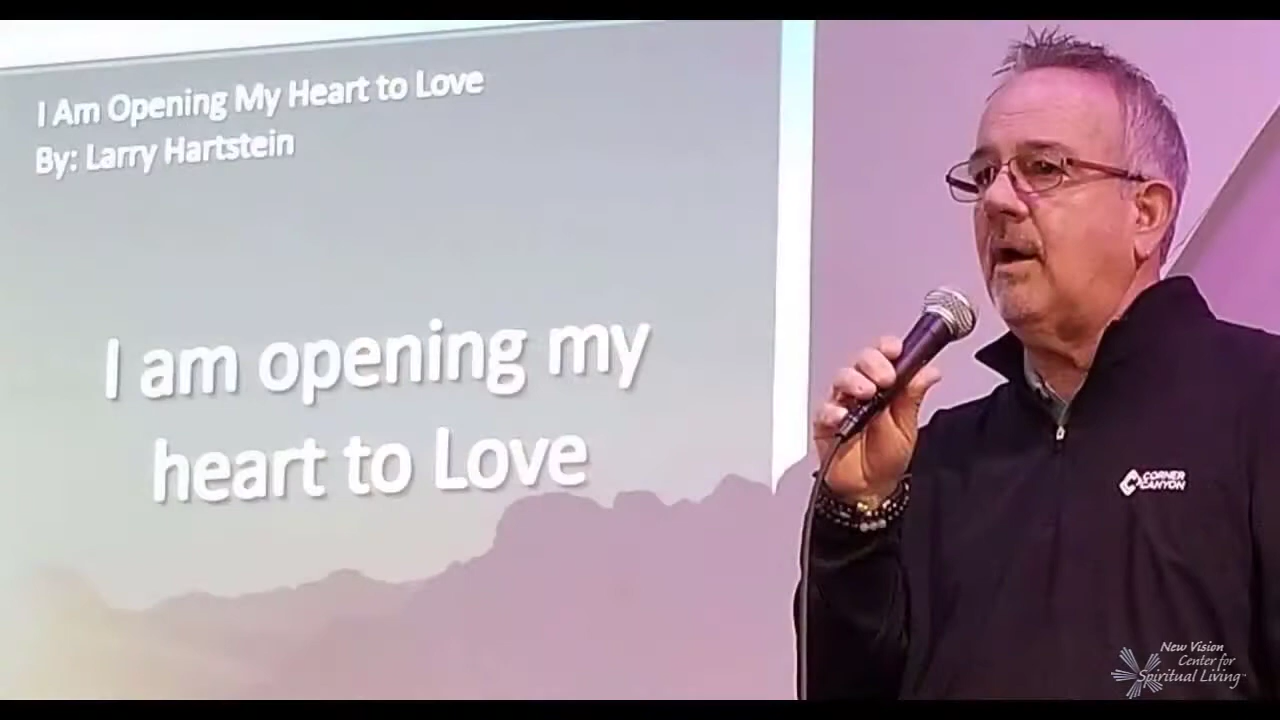 I Am Opening My Heart to Love
By: Larry Hartstein
I am opening my
heart to Love
CORNER
CANYON
New Vision
Center for
Spiritual Living